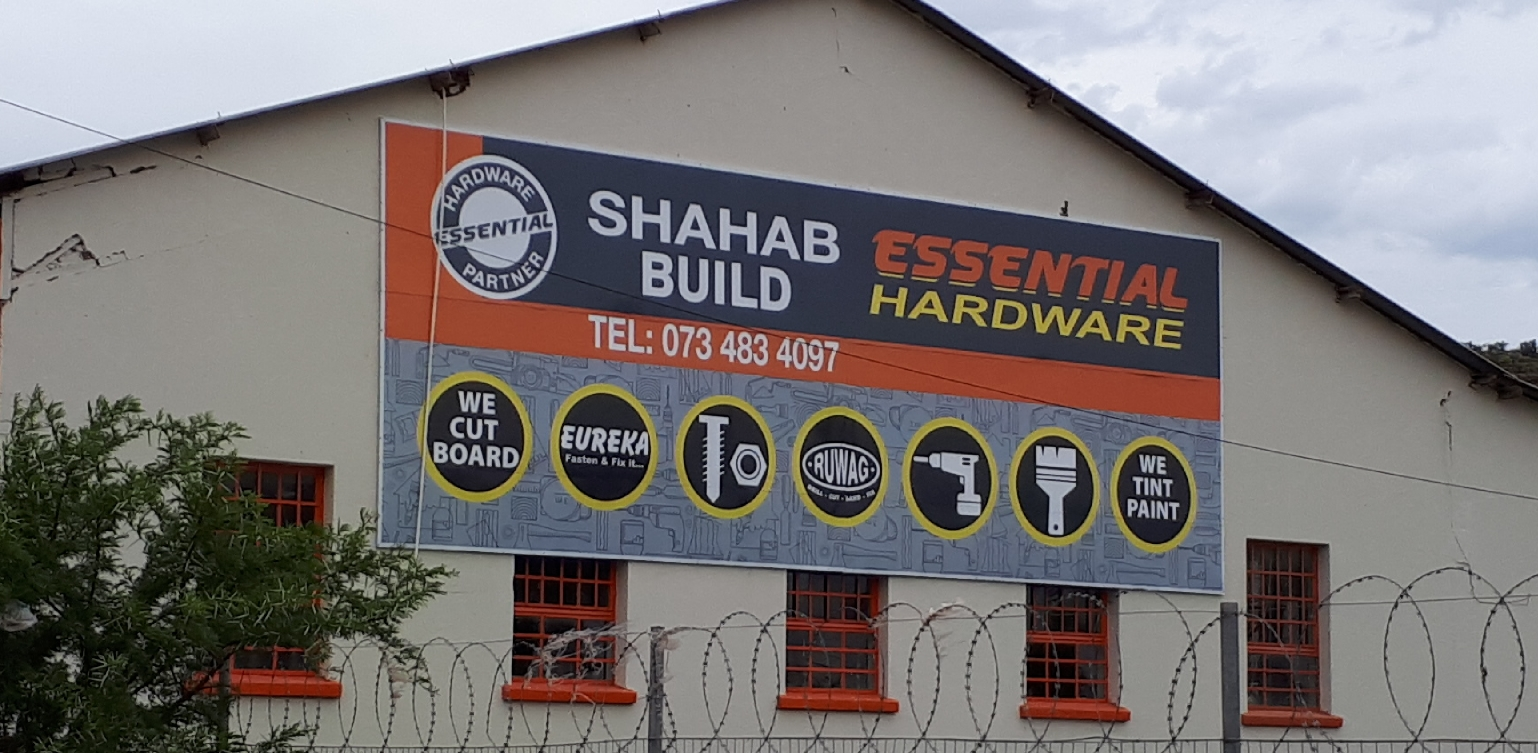 HARDWARE
ESSENTIAL
PARTNER
SHAHAB
BUILD
ESSENTIAL
HARDWARE
TEL: 073 483 4097
WE
CUT
BOARD
EUREKA
Fasten & Fix it...
RUWAG
WE
TINT
PAINT